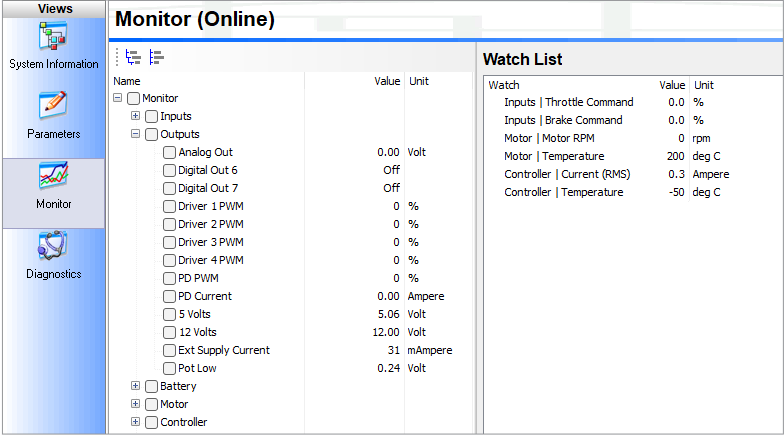 Views
System Information
Parameters
Monitor
Diagnostics
Monitor (Online)
Name Value Unit
Monitor
Inputs
Outputs
Analog Out 0.00 Volt
Digital Out 6 Off
Digital Out 7 Off
Driver 1 PWM 0 %
Driver 2 PWM 0 %
Driver 3 PWM 0 %
Driver 4 PWM 0 %
PD PWM 0 %
PD Current 0.00 Ampere
5 Volts 5.06 Volt
12 Volts 12.00 Volt
Ext Supply Current 31 mAmpere
Pot Low 0.24 Volt
Battery
Motor
Controller
Watch List
Watch Value Unit
Inputs | Throttle Command 0.0 %
Inputs | Brake Command 0.0 %
Motor | Motor RPM 0 rpm
Motor | Temperature 200 deg C
Controller | Current (RMS) 0.3 Ampere
Controller | Temperature -50 deg C